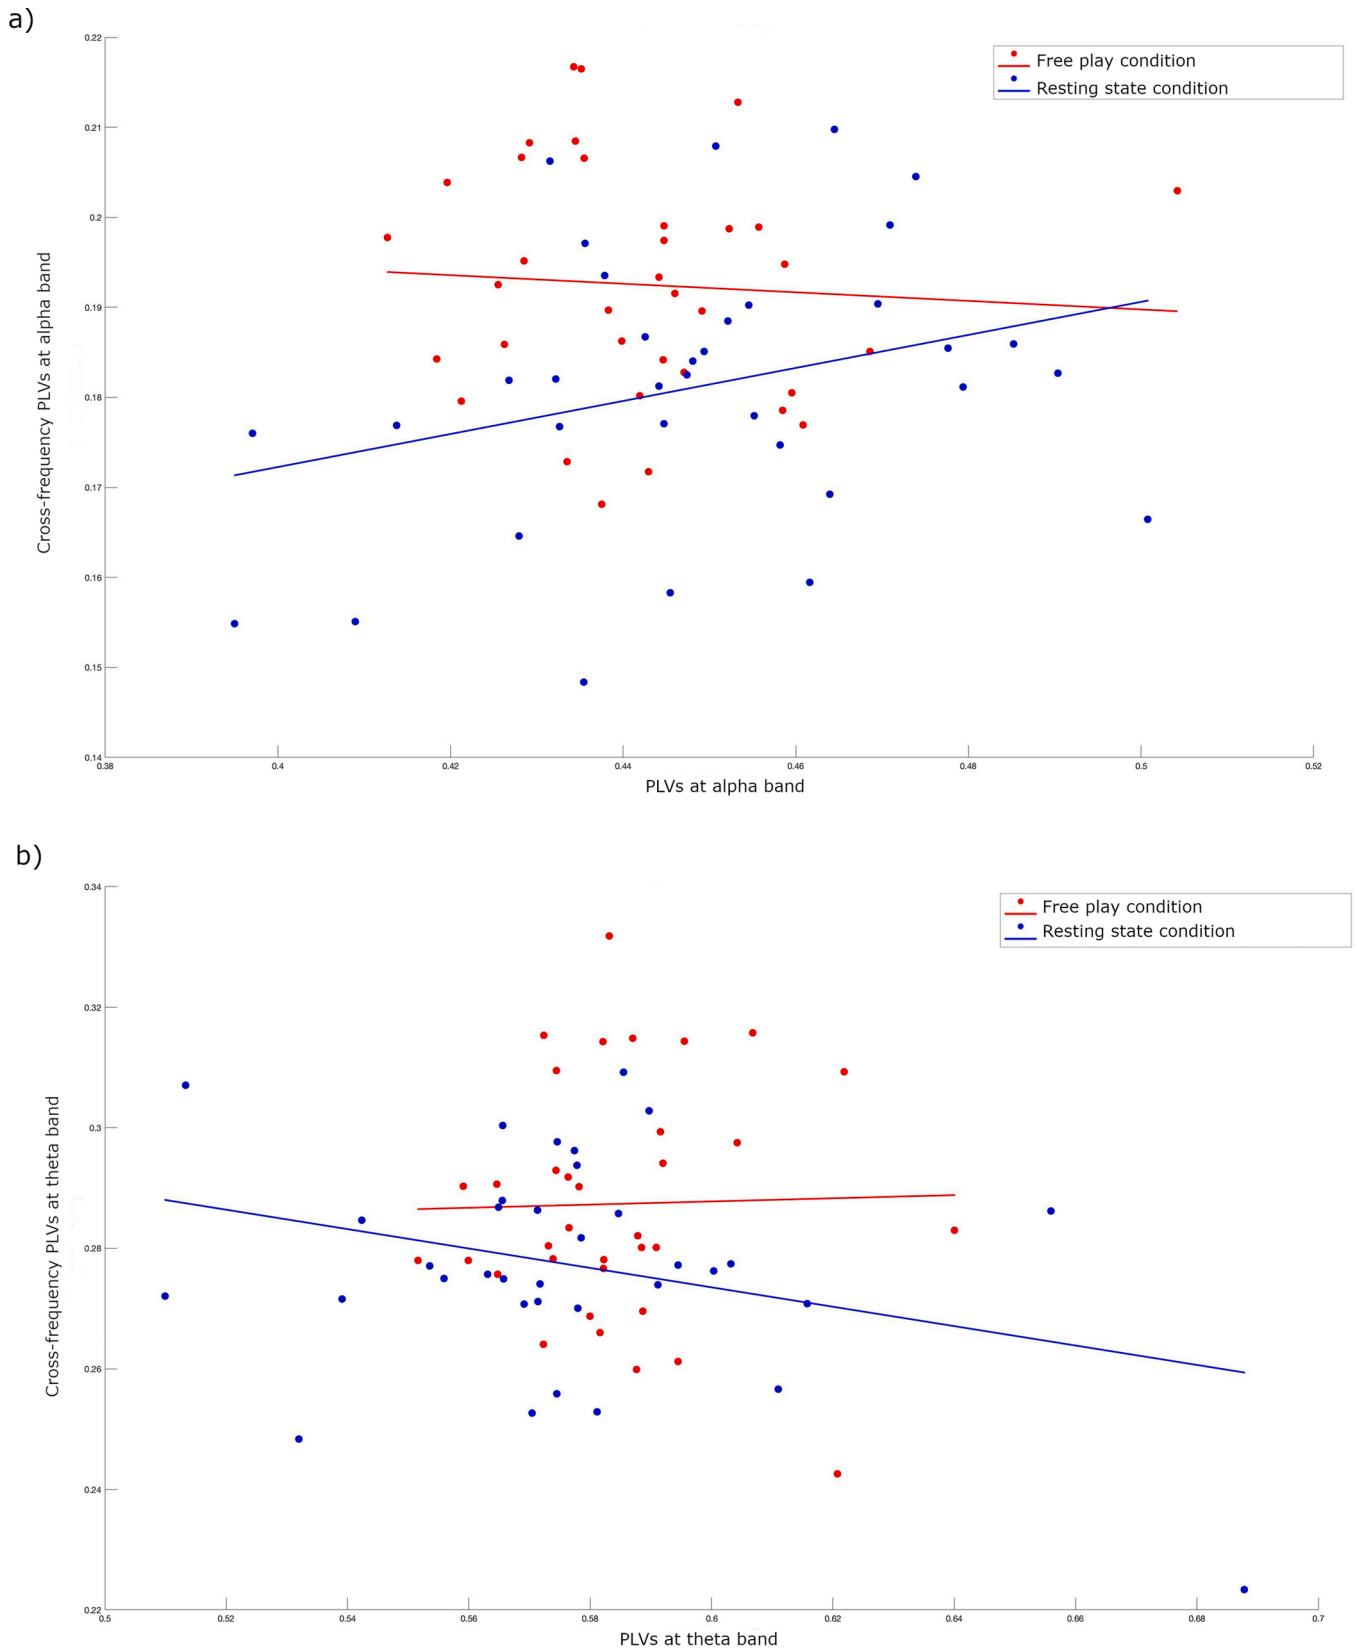 a)
0.22
0.21
0.2
0.19
0.18
0.17
0.16
0.15
0.14
Cross-frequency PLVs at alpha band
Free play condition
Resting state condition
0.38 0.4 0.42 0.44 0.46 0.48 0.5 0.52
PLVs at alpha band
b)
0.34
0.32
0.3
0.28
0.26
0.24
0.22
Cross-frequency PLVs at theta band
Free play condition
Resting state condition
0.5 0.52 0.54 0.56 0.58 0.6 0.62 0.64 0.66 0.68 0.7
PLVs at theta band